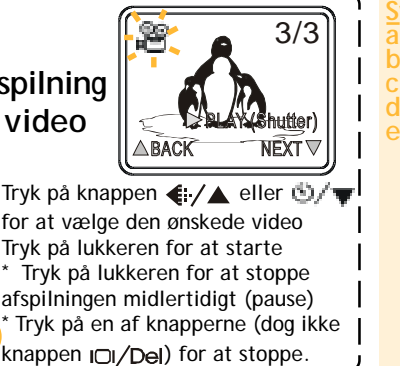 3/3
PLAY(Shutter)
BACK NEXT
spilning
video
Tryk på knappen / eller /
for at vælge den ønskede video
Tryk på lukkeren for at starte
* Tryk på lukkeren for at stoppe
afspilningen midlertidigt (pause)
* Tryk på en af knapperne (dog ikke
knappen /Del) for at stoppe.
S
a
b
c
d
e